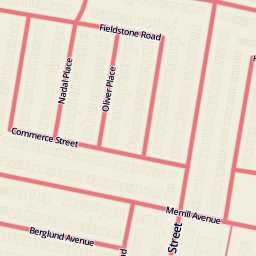 Fieldstone Road
Nadal Place
Oliver Place
Commerce Street
Merrill Avenue
Berglund Avenue
Street